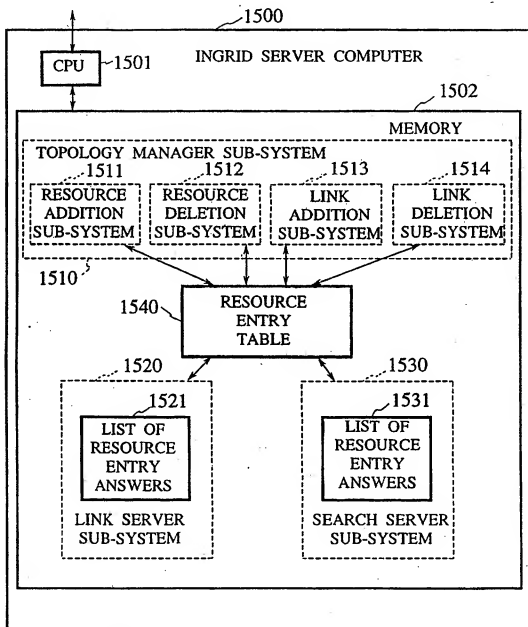 1500
CPU
1501
INGRID SERVER COMPUTER
1502
MEMORY
TOPOLOGY MANAGER SUB-SYSTEM
1511
1512
1513
1514
RESOURCE
ADDITION
SUB-SYSTEM
RESOURCE
DELETION
SUB-SYSTEM
LINK
ADDITION
SUB-SYSTEM
LINK
DELETION
SUB-SYSTEM
1510
1540
RESOURCE
ENTRY
TABLE
1520
1530
1521
LIST OF
RESOURCE
ENTRY
ANSWERS
LINK SERVER
SUB-SYSTEM
1531
LIST OF
RESOURCE
ENTRY
ANSWERS
SEARCH SERVER
SUB-SYSTEM